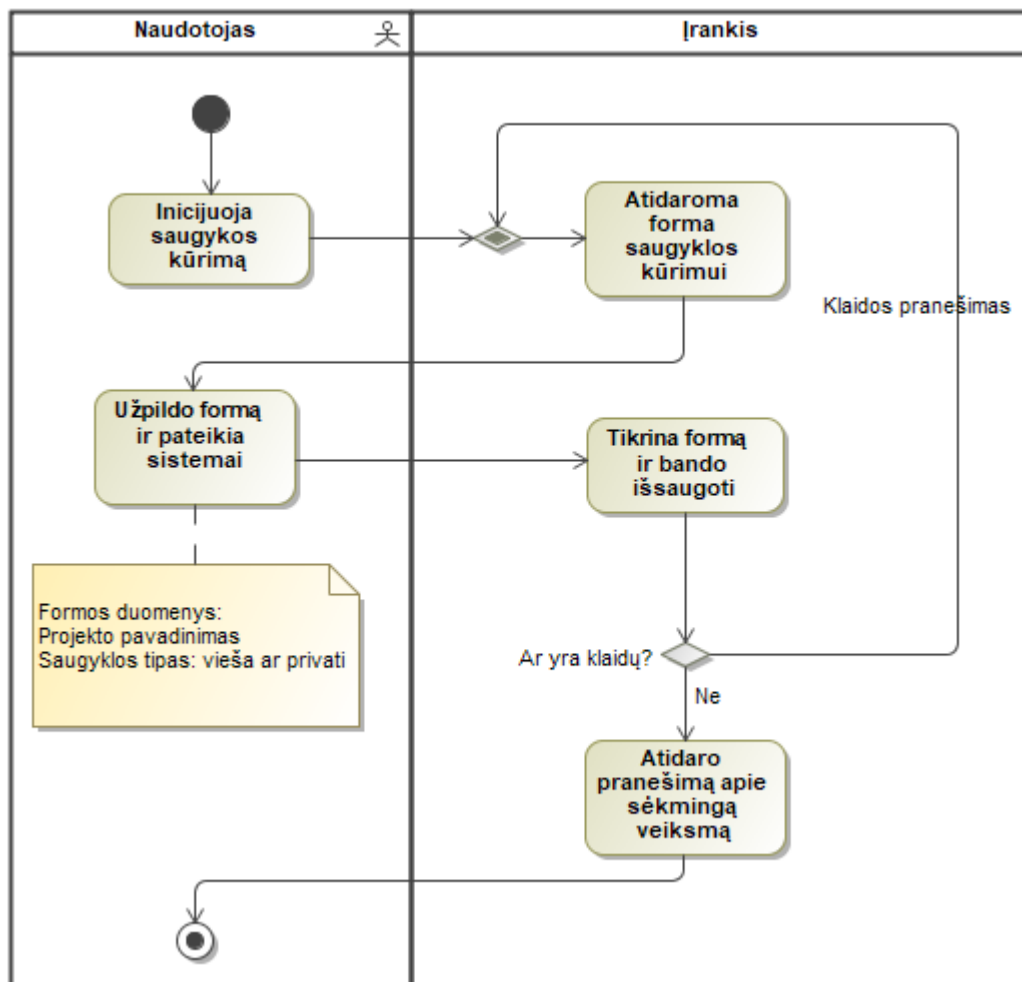 Naudotojas
Įrankis
Inicijuoja
saugykos
kūrimą
Atidaroma
forma
saugyklos
kūrimui
Klaidos pranešimas
Užpildo formą
ir pateikia
sistemai
Tikrina formą
ir bando
išsaugoti
Formos duomenys:
Projekto pavadinimas
Saugyklos tipas: vieša ar privati
Ar yra klaidų?
Ne
Atidaro
pranešimą apie
sėkmingą
veiksmą